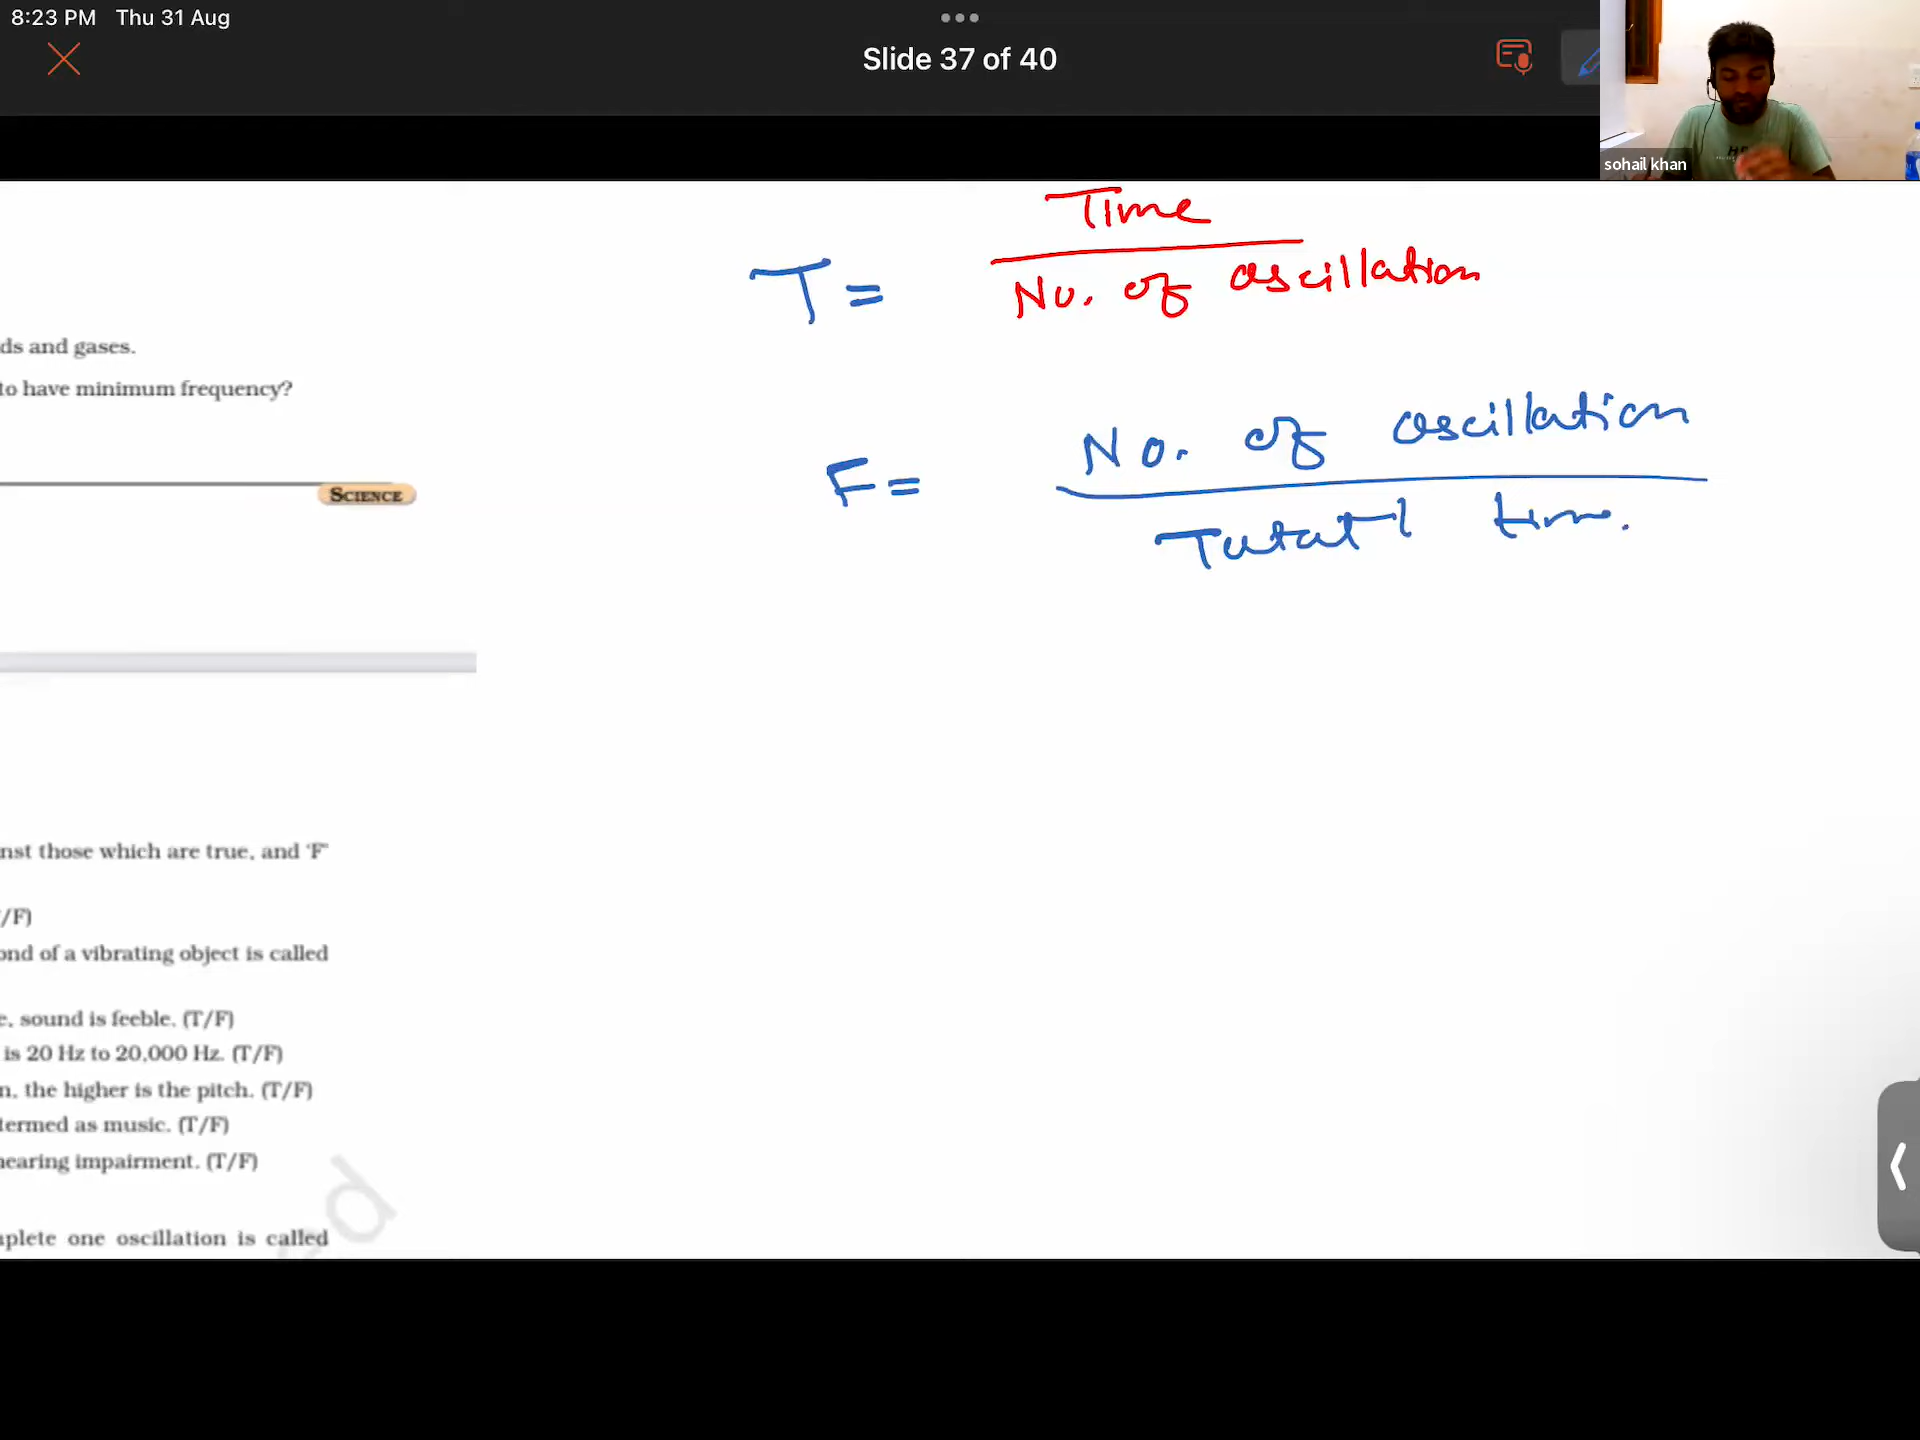 8:23 PM Thu 31 Aug
Slide 37 of 40
sohail khan
Time
T =
No. of oscillation
ds and gases.
to have minimum frequency?
No. of oscillation
F =
SCIENCE
Total time.
nst those which are true, and 'F'
/F)
ond of a vibrating object is called
e, sound is feeble. (T/F)
is 20 Hz to 20,000 Hz. (T/F)
n, the higher is the pitch. (T/F)
termed as music. (T/F)
hearing impairment. (T/F)
mplete one oscillation is called